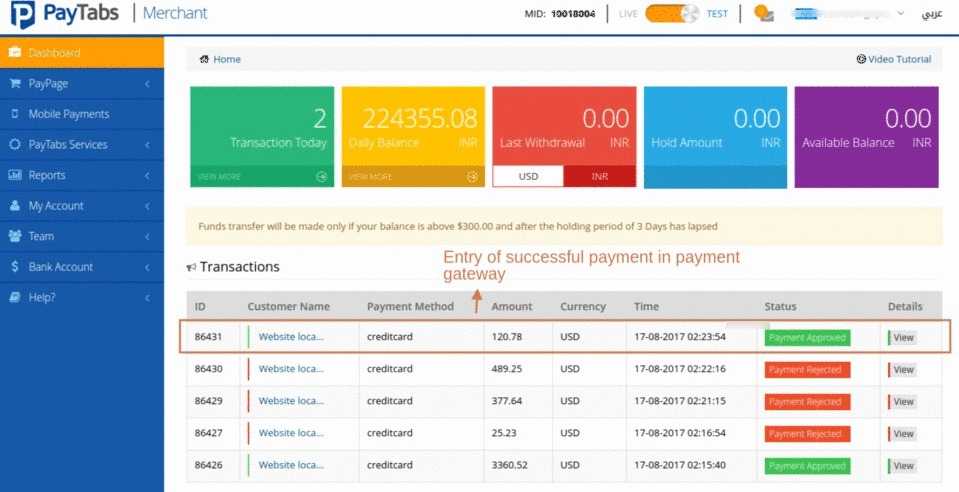 PayTabs Merchant MID: 10018004 LIVE TEST عربي
Dashboard
PayPage
Mobile Payments
PayTabs Services
Reports
My Account
Team
Bank Account
Help?
Home Video Tutorial
2 224355.08 0.00 0.00 0.00
Transaction Today Daily Balance INR Last Withdrawal INR Hold Amount INR Available Balance INR
VIEW MORE VIEW MORE USD INR
Funds transfer will be made only if your balance is above $300.00 and after the holding period of 3 Days has lapsed
Transactions
Entry of successful payment in payment
gateway
ID Customer Name Payment Method Amount Currency Time Status Details
86431 Website loca... creditcard 120.78 USD 17-08-2017 02:23:54 Payment Approved View
86430 Website loca... creditcard 489.25 USD 17-08-2017 02:22:16 Payment Rejected View
86429 Website loca... creditcard 377.64 USD 17-08-2017 02:21:15 Payment Rejected View
86427 Website loca... creditcard 25.23 USD 17-08-2017 02:16:54 Payment Rejected View
86426 Website loca... creditcard 3360.52 USD 17-08-2017 02:15:40 Payment Approved View